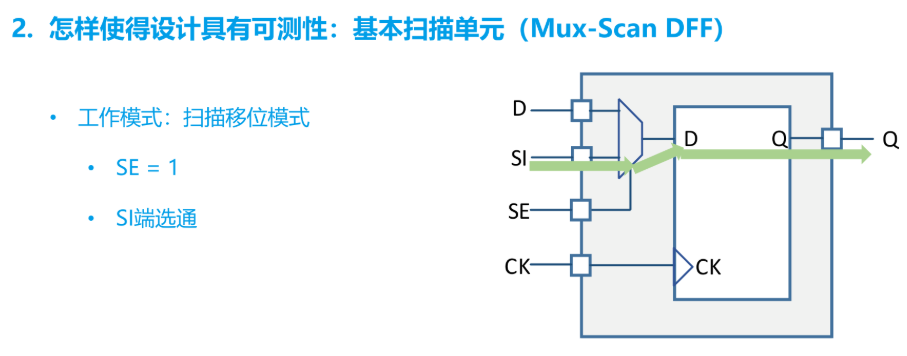 2. 怎样使得设计具有可测性：基本扫描单元（Mux-Scan DFF）
• 工作模式：扫描移位模式
• SE = 1
• SI端选通
D
SI
SE
CK
D
Q
CK
Q